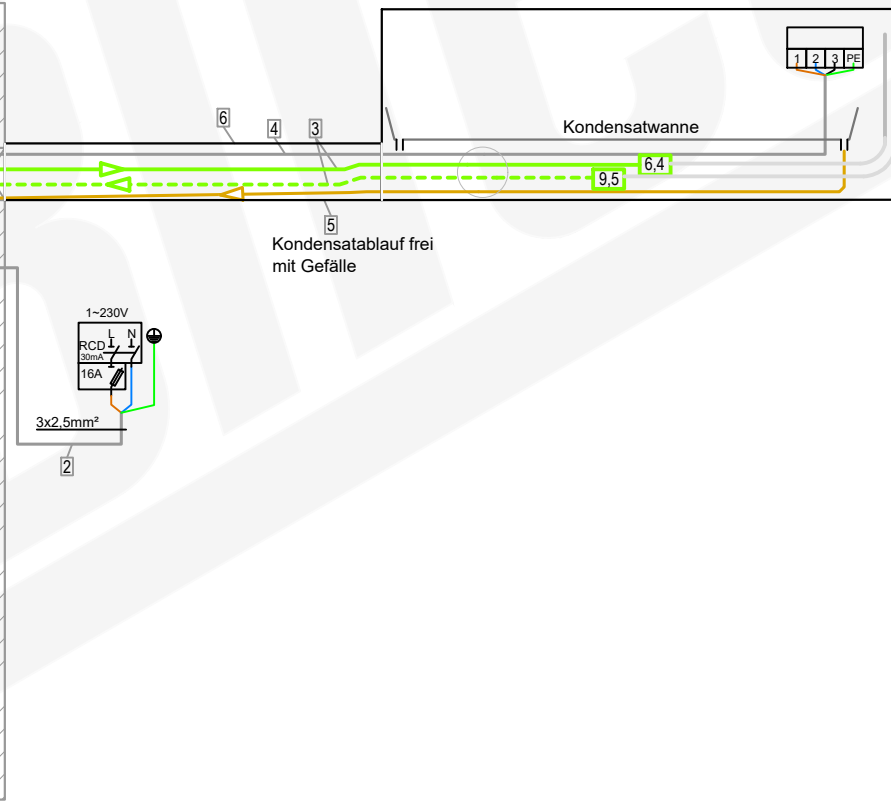 1 2 3 PE
6
4
3
Kondensatwanne
6,4
9,5
5
Kondensatablauf frei
mit Gefälle
1~230V
L N
RCD
30mA
16A
3x2,5mm²
2